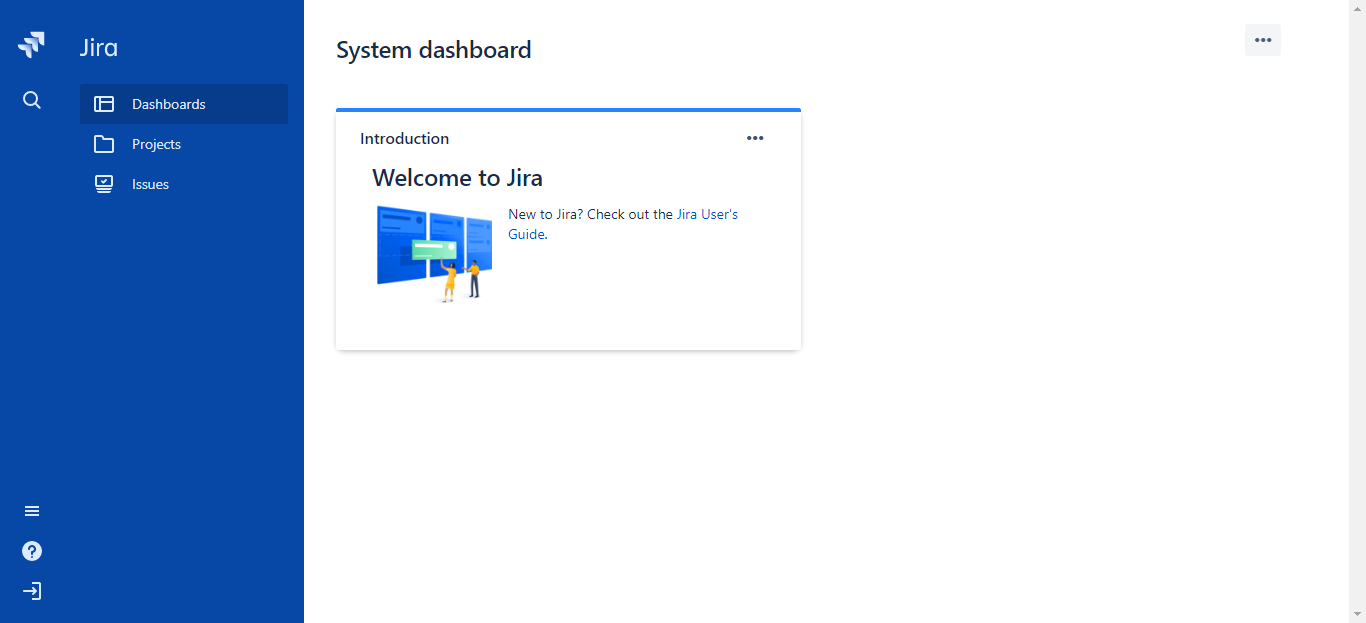 Jira
Dashboards
Projects
Issues
System dashboard
Introduction
Welcome to Jira
New to Jira? Check out the Jira User's
Guide.